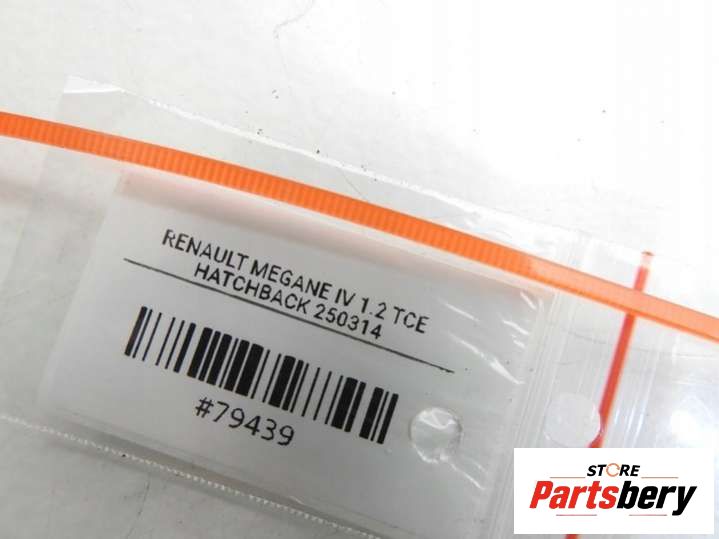 RENAULT MEGANE IV 1.2 TCE
HATCHBACK 250314
#79439
STORE
Partsbery